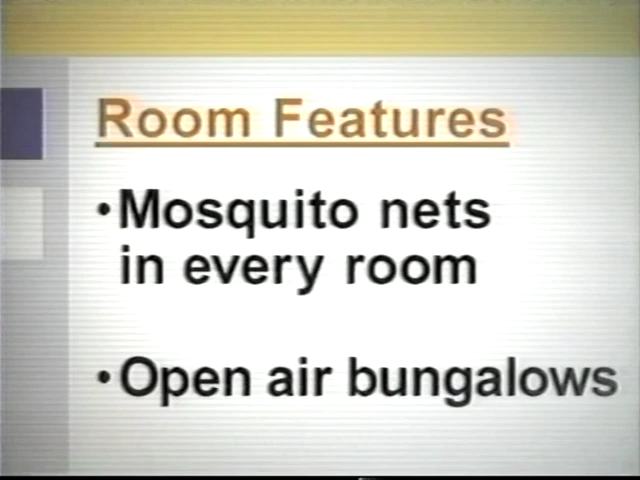 Room Features
•Mosquito nets
in every room
•Open air bungalows